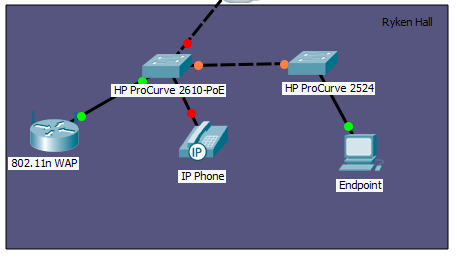 Ryken Hall
HP ProCurve 2610-PoE
HP ProCurve 2524
802.11n WAP
IP
IP Phone
Endpoint